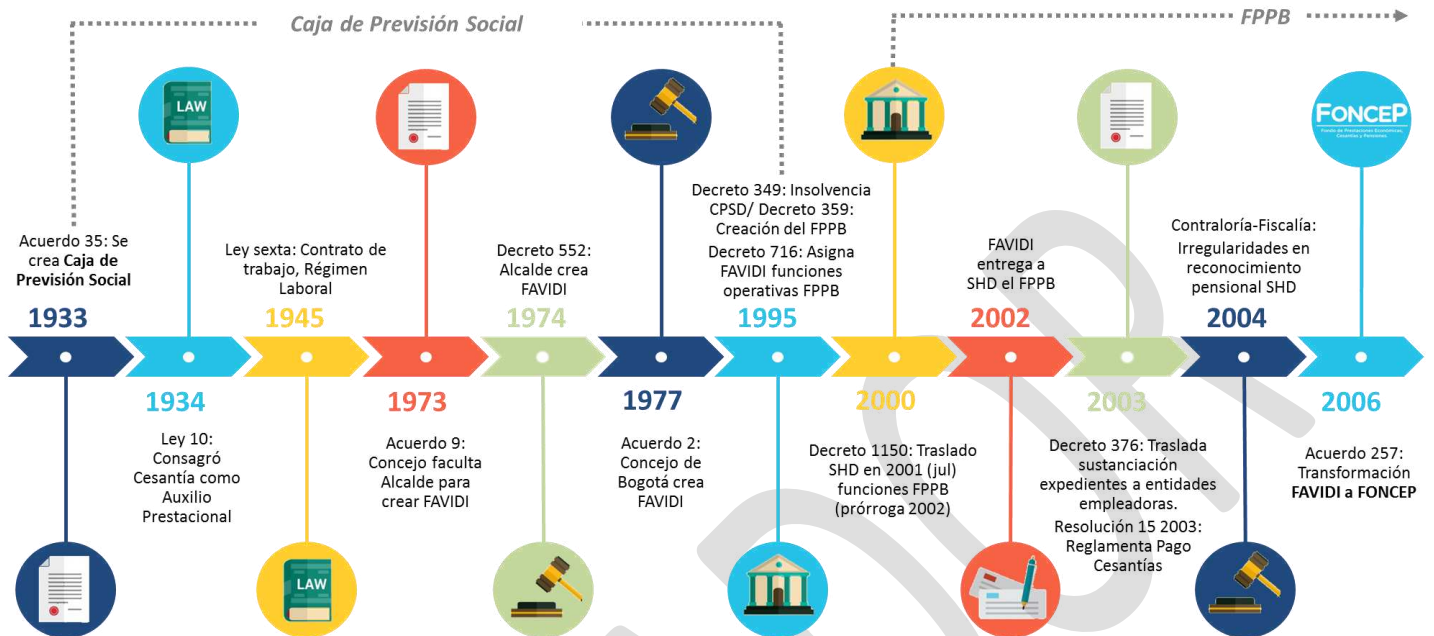 Caja de Previsión Social
FPPB
LAW
FONCEP
Fondo de Prestaciones Económicas,
Cesantías y Pensiones
Acuerdo 35: Se
crea Caja de
Previsión Social
1933
Ley sexta: Contrato de
trabajo, Régimen
Laboral
1945
Decreto 552:
Alcalde crea
FAVIDI
1974
Decreto 349: Insolvencia
CPSD/ Decreto 359:
Creación del FPPB
Decreto 716: Asigna
FAVIDI funciones
operativas FPPB
1995
FAVIDI
entrega a
SHD el FPPB
2002
Contraloría-Fiscalía:
Irregularidades en
reconocimiento
pensional SHD
2004
1934
Ley 10:
Consagró
Cesantía como
Auxilio
Prestacional
1973
Acuerdo 9:
Concejo faculta
Alcalde para
crear FAVIDI
1977
Acuerdo 2:
Concejo de
Bogotá crea
FAVIDI
2000
Decreto 1150: Traslado
SHD en 2001 (jul)
funciones FPPB
(prórroga 2002)
2003
Decreto 376: Traslada
sustanciación
expedientes a entidades
empleadoras.
Resolución 15 2003:
Reglamenta Pago
Cesantías
2006
Acuerdo 257:
Transformación
FAVIDI a FONCEP
LAW